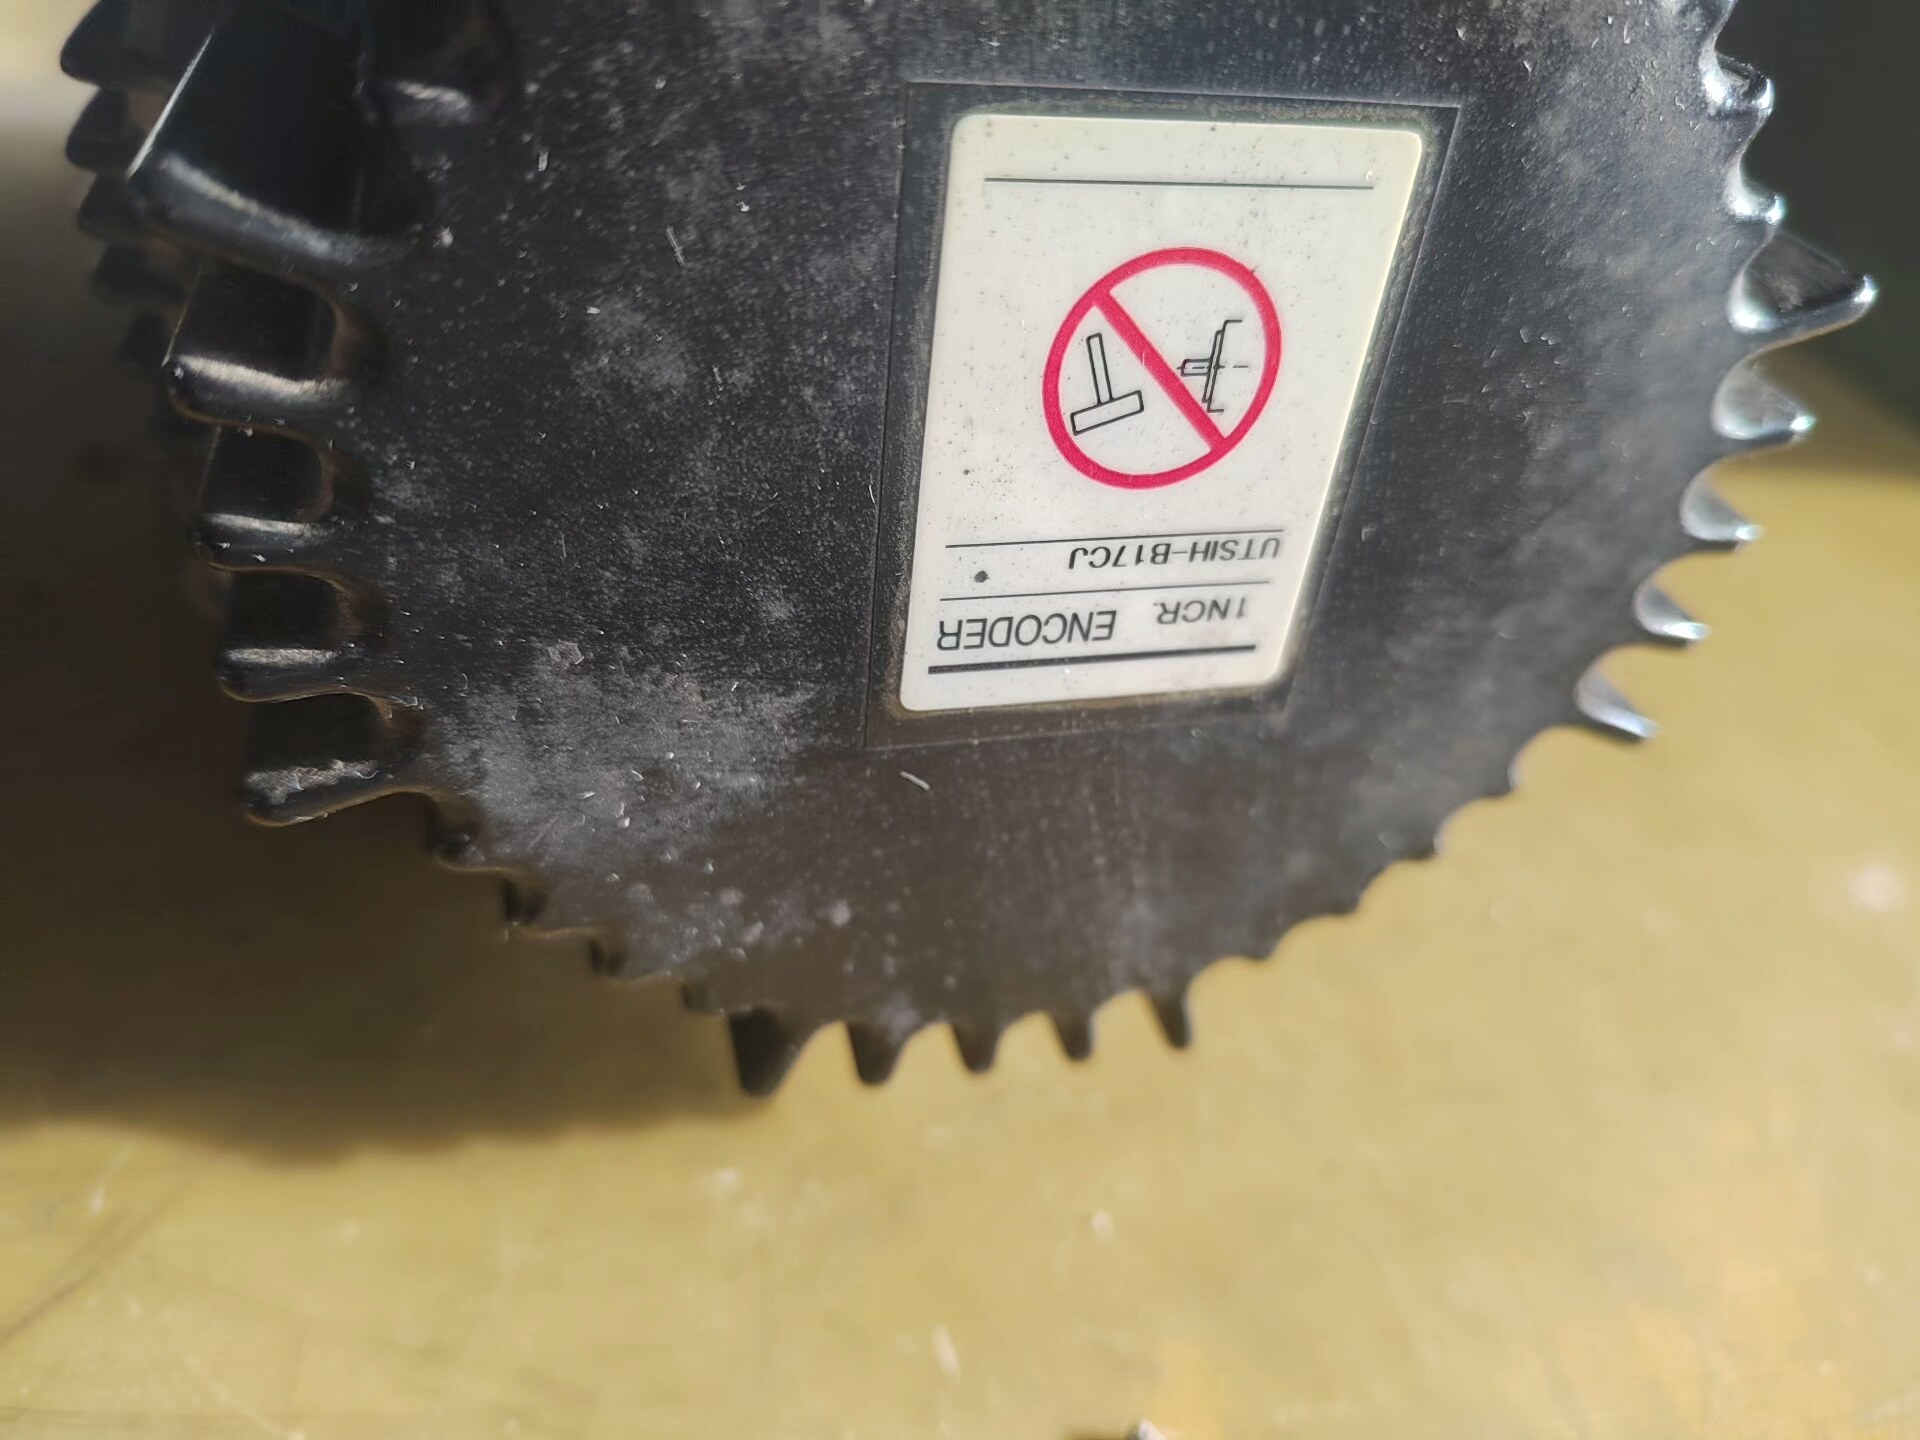 INCR. ENCODER
UTSIH-B17CJ